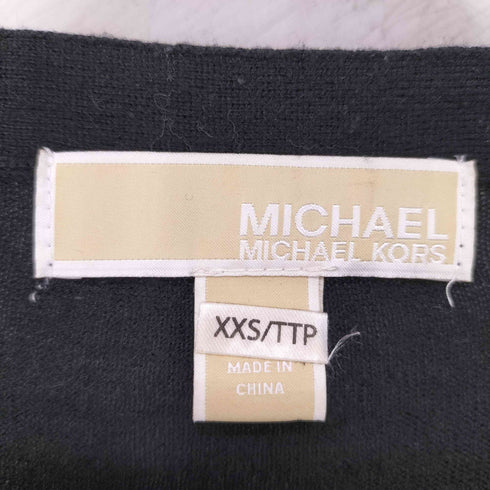 MICHAEL
MICHAEL KORS
XXS/TTP
MADE IN
CHINA